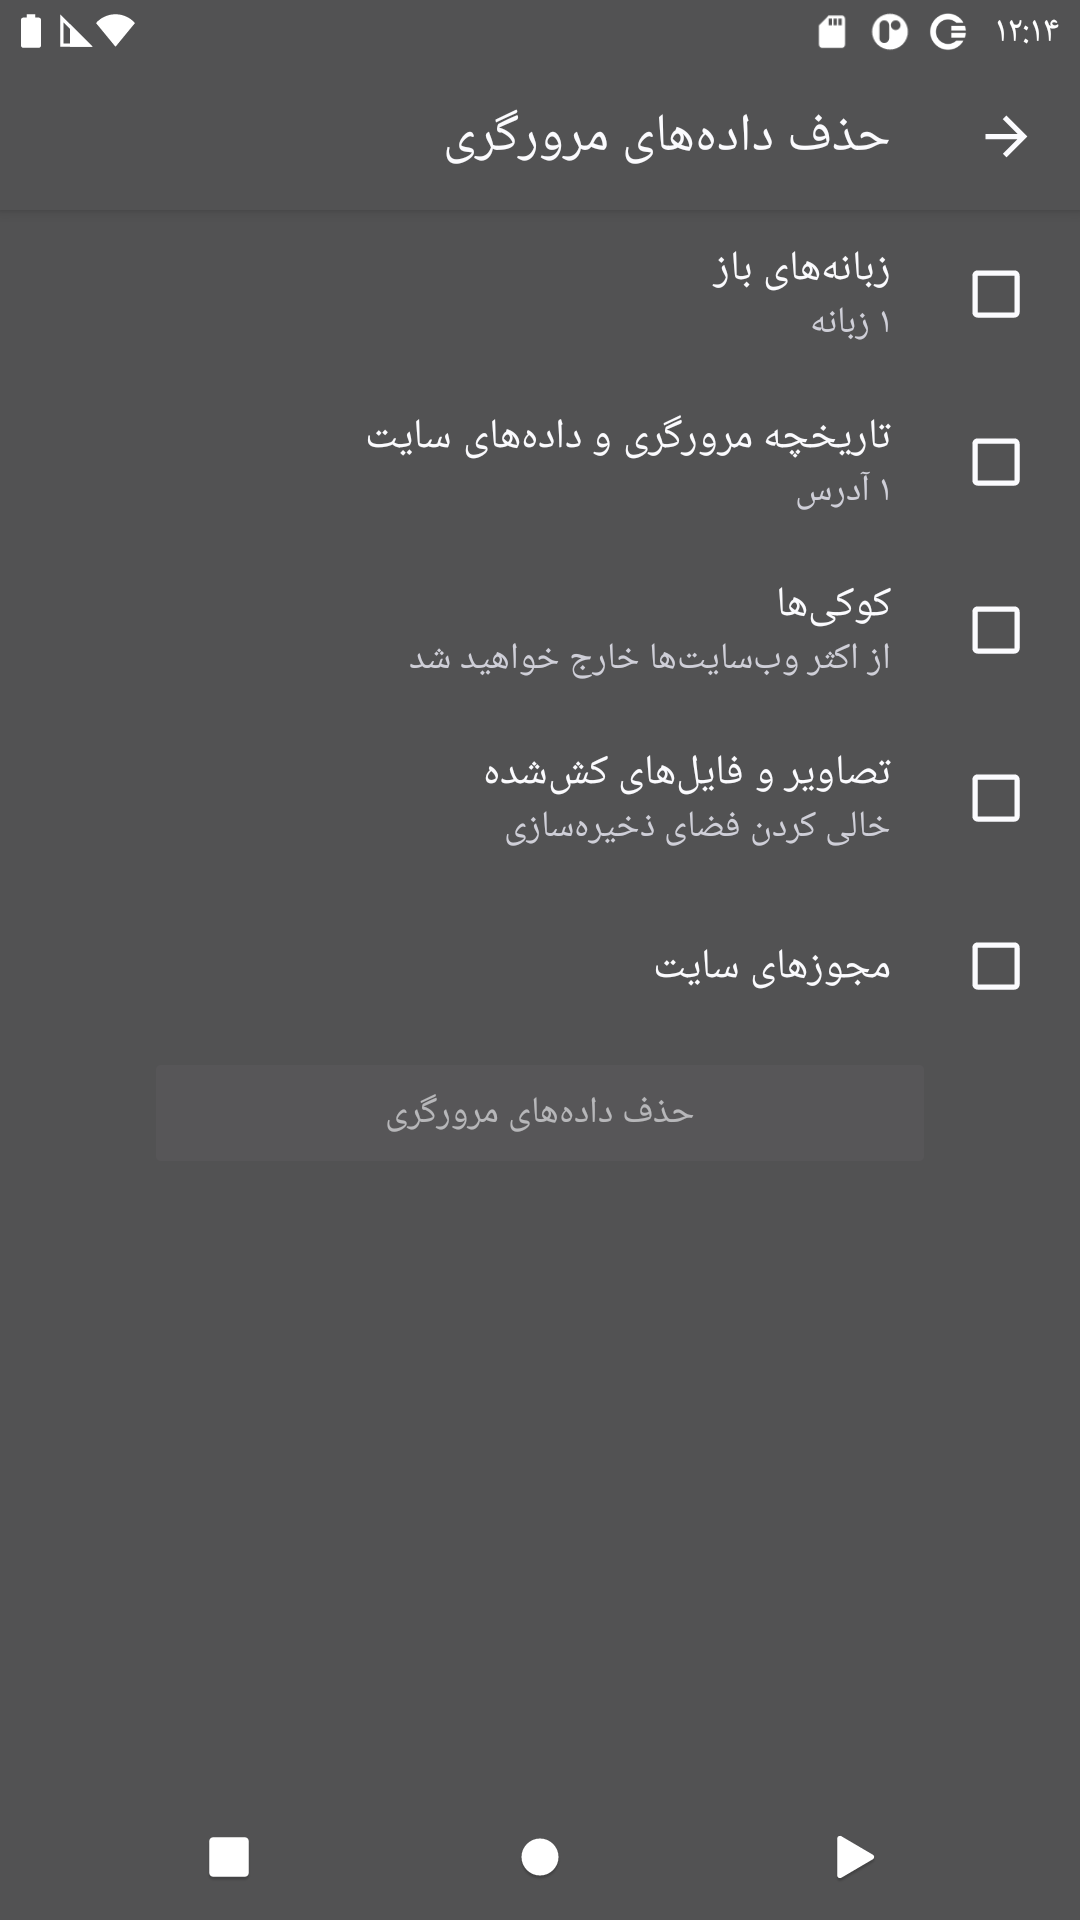 ۱۲:۱۴
حذف داده‌های مرورگری
زبانه‌های باز
۱ زبانه
تاریخچه مرورگری و داده‌های سایت
۱ آدرس
کوکی‌ها
از اکثر وب‌سایت‌ها خارج خواهید شد
تصاویر و فایل‌های کش‌شده
خالی کردن فضای ذخیره‌سازی
مجوزهای سایت
حذف داده‌های مرورگری